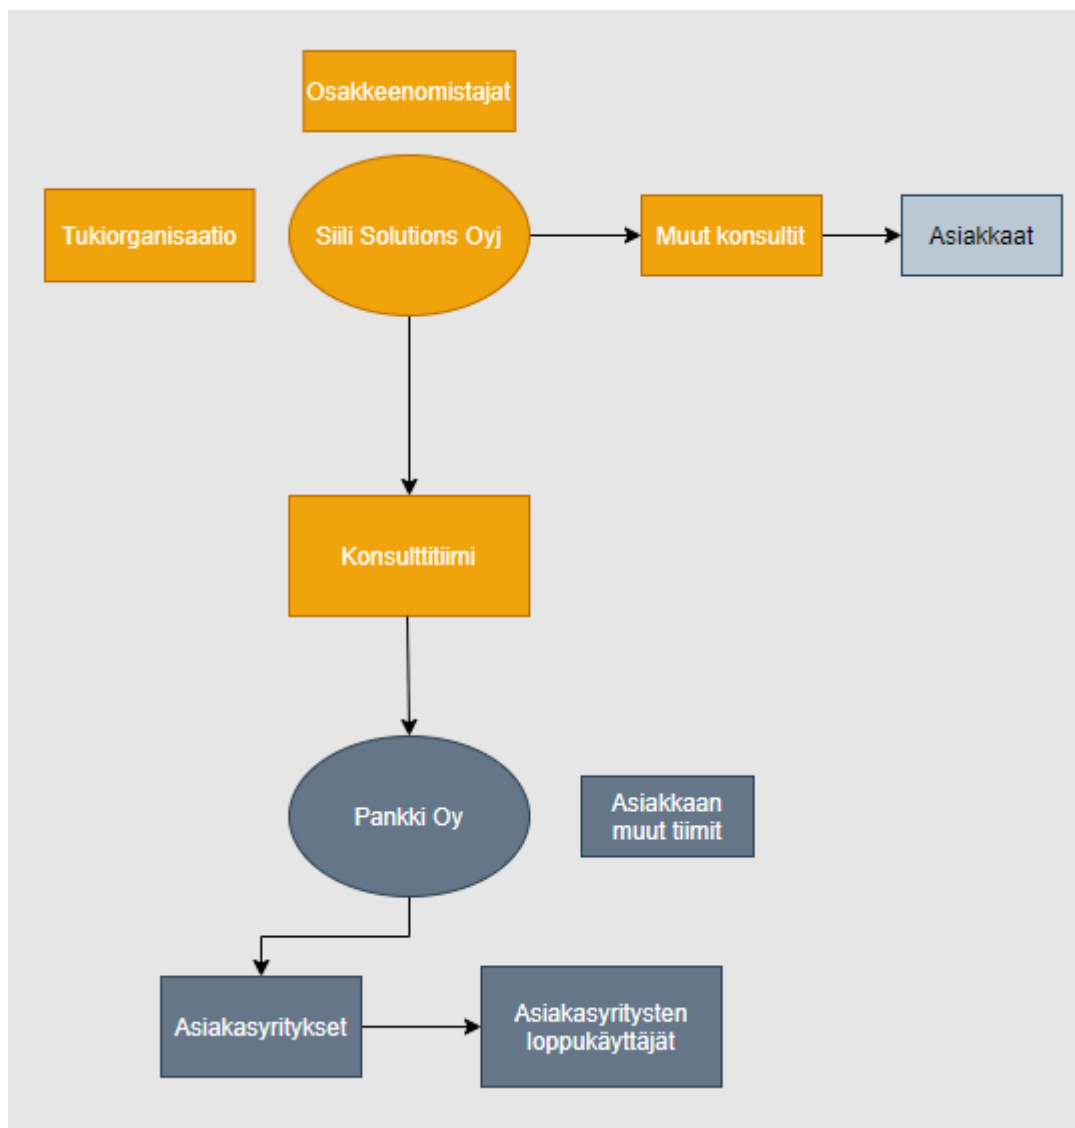 Osakkeenomistajat
Tukiorganisaatio
Siili Solutions Oyj
Muut konsultit
Asiakkaat
Konsulttitiimi
Pankki Oy
Asiakkaan
muut tiimit
Asiakasyritykset
Asiakasyritysten
loppukäyttäjät